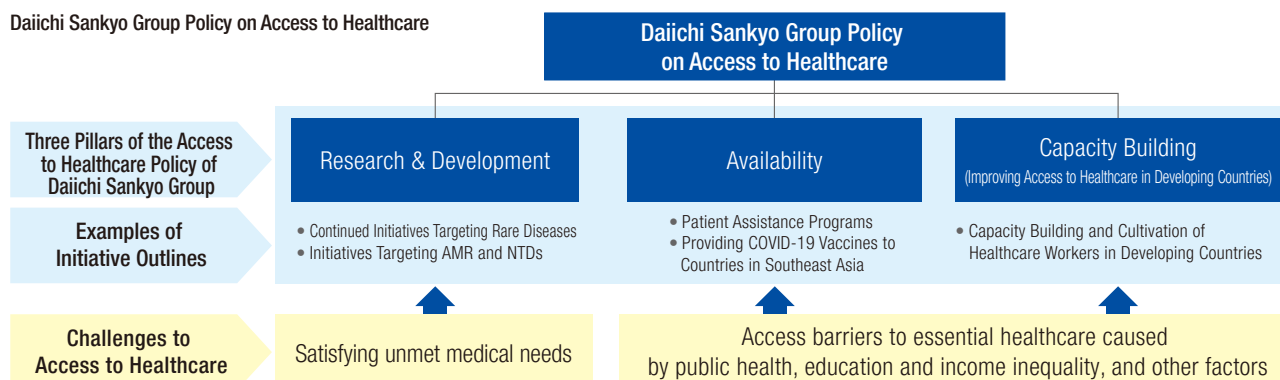 Daiichi Sankyo Group Policy on Access to Healthcare
Daiichi Sankyo Group Policy
on Access to Healthcare
Three Pillars of the Access
to Healthcare Policy of
Daiichi Sankyo Group
Research & Development
Availability
Capacity Building
(Improving Access to Healthcare in Developing Countries)
Examples of
Initiative Outlines
• Continued Initiatives Targeting Rare Diseases
• Initiatives Targeting AMR and NTDs
• Patient Assistance Programs
• Providing COVID-19 Vaccines to
Countries in Southeast Asia
• Capacity Building and Cultivation of
Healthcare Workers in Developing Countries
Challenges to
Access to Healthcare
Satisfying unmet medical needs
Access barriers to essential healthcare caused
by public health, education and income inequality, and other factors